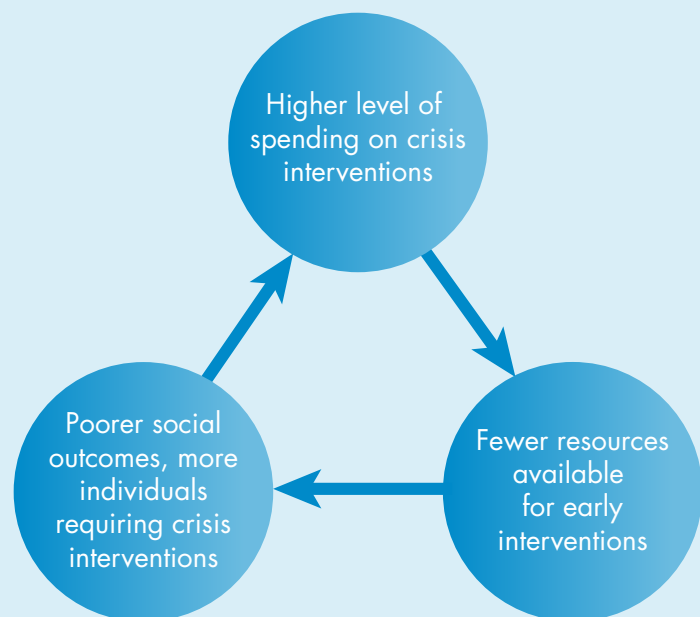 Higher level of
spending on crisis
interventions
Poorer social
outcomes, more
individuals
requiring crisis
interventions
Fewer resources
available
for early
interventions